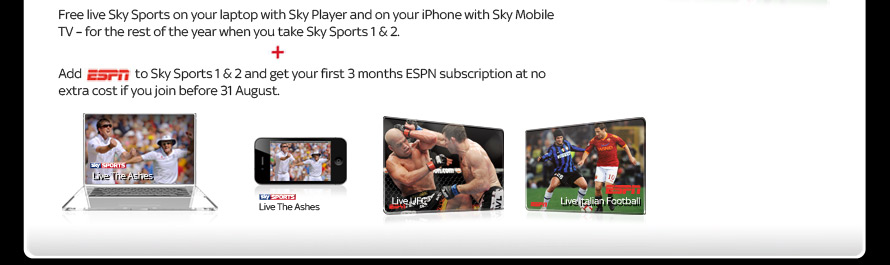 Free live Sky Sports on your laptop with Sky Player and on your iPhone with Sky Mobile
TV – for the rest of the year when you take Sky Sports 1 & 2.
+
Add ESPN to Sky Sports 1 & 2 and get your first 3 months ESPN subscription at no
extra cost if you join before 31 August.
sky SPORTS
Live The Ashes
sky SPORTS
Live The Ashes
Live UFC
ESPN
Live Italian Football